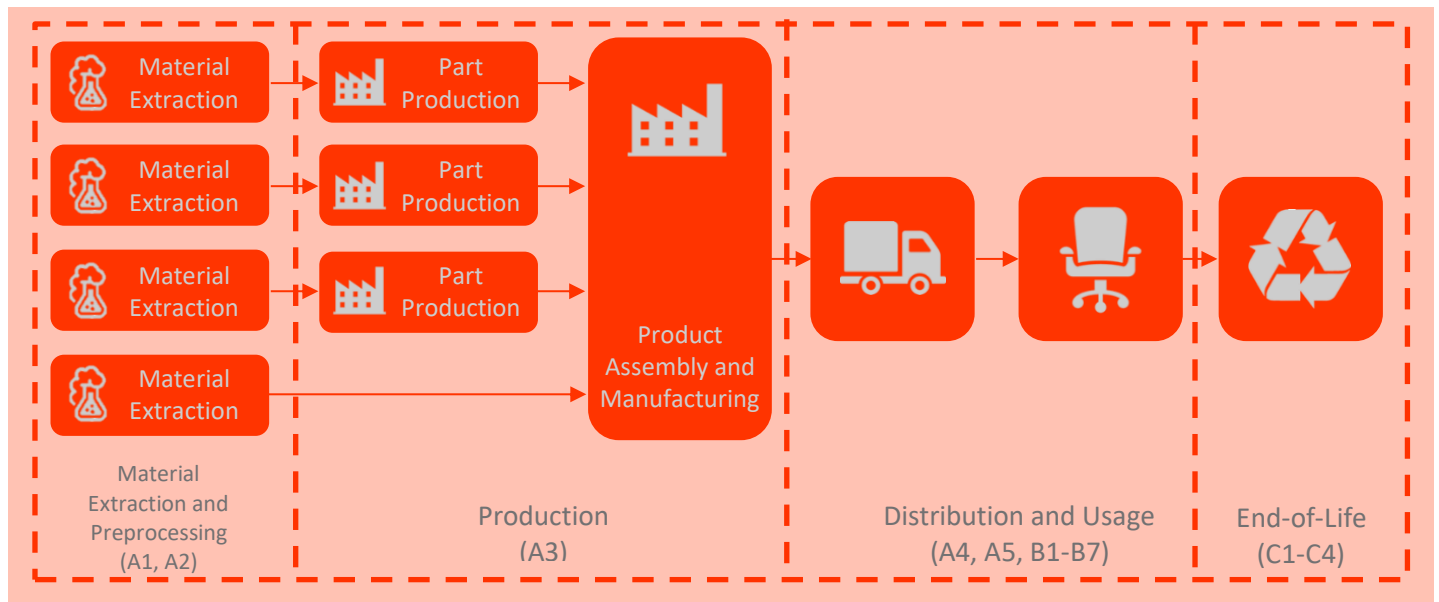 Material
Extraction
Part
Production
Material
Extraction
Part
Production
Material
Extraction
Part
Production
Material
Extraction
Product
Assembly and
Manufacturing
Material
Extraction and
Preprocessing
(A1, A2)
Production
(A3)
Distribution and Usage
(A4, A5, B1-B7)
End-of-Life
(C1-C4)